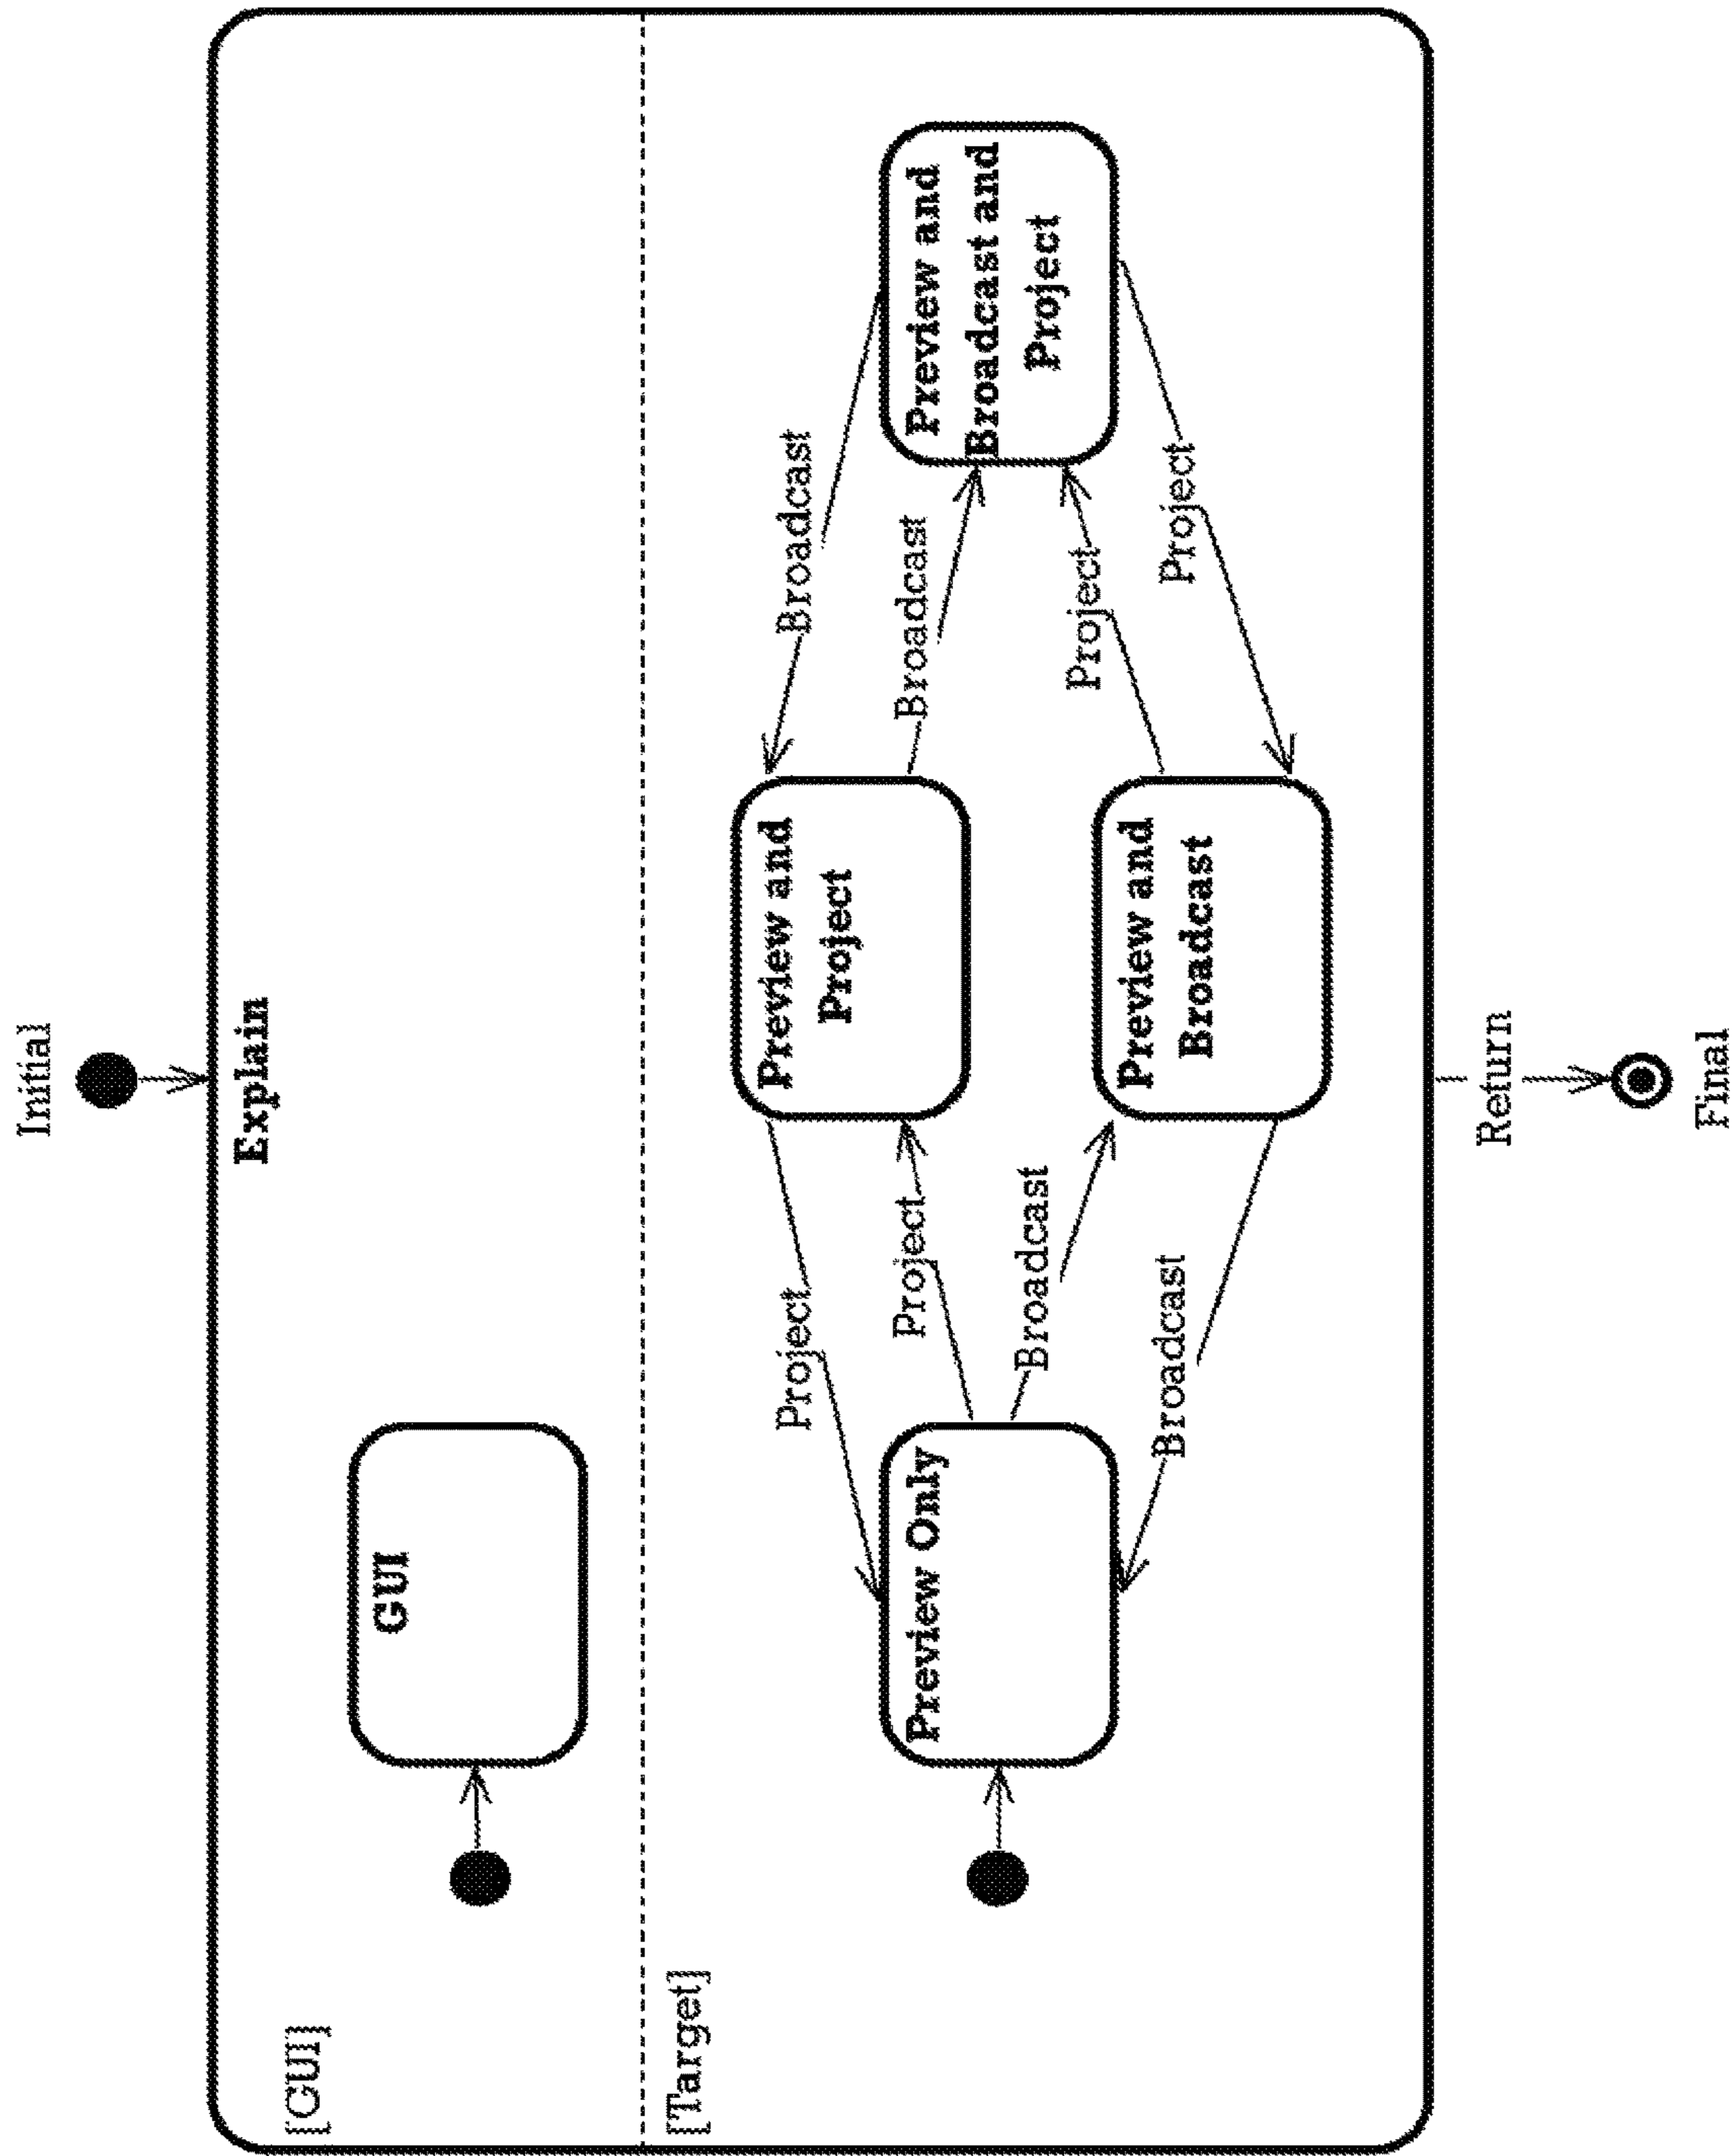 Initial
Explain
[GUI]
GUI
[Target]
Preview and
Project
Project
Broadcast
Project
Broadcast
Preview Only
Preview and
Broadcast and
Project
Broadcast
Project
Broadcast
Project
Preview and
Broadcast
Return
Final